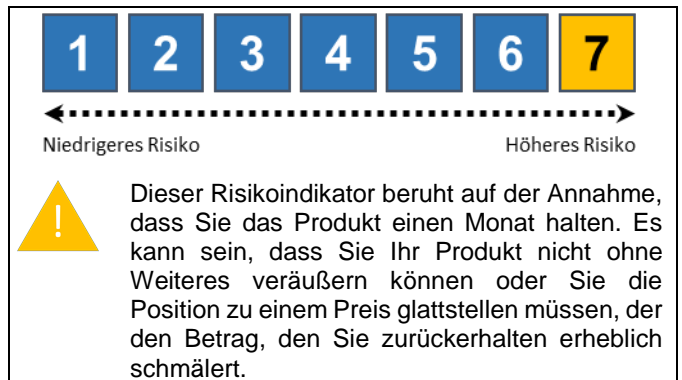 1 2 3 4 5 6 7
Niedrigeres Risiko Höheres Risiko
!
Dieser Risikoindikator beruht auf der Annahme,
dass Sie das Produkt einen Monat halten. Es
kann sein, dass Sie Ihr Produkt nicht ohne
Weiteres veräußern können oder Sie die
Position zu einem Preis glattstellen müssen, der
den Betrag, den Sie zurückerhalten erheblich
schmälert.